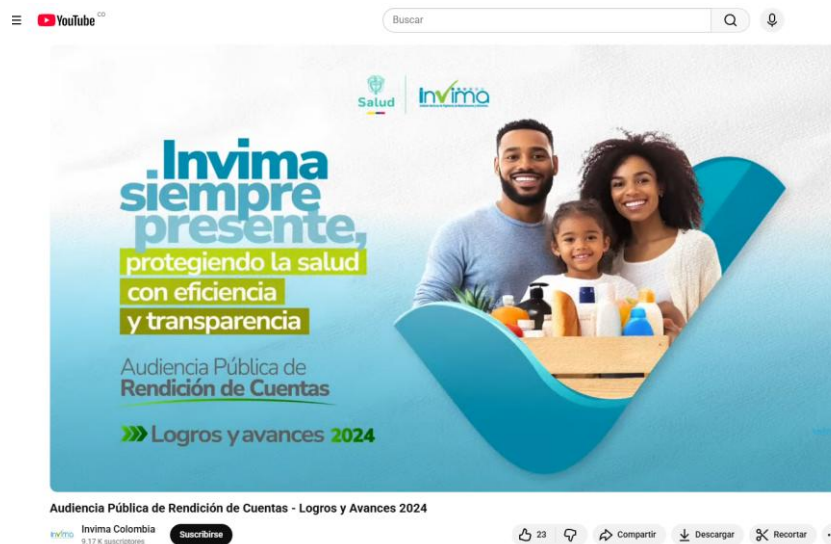 YouTube CO
Buscar
Salud
invima
Invima
siempre
presente,
protegiendo la salud
con eficiencia
y transparencia
Audiencia Pública de
Rendición de Cuentas
Logros y avances 2024
Audiencia Pública de Rendición de Cuentas - Logros y Avances 2024
invima
Invima Colombia
9.17 K suscriptores
Suscribirse
23
Compartir
Descargar
Recortar